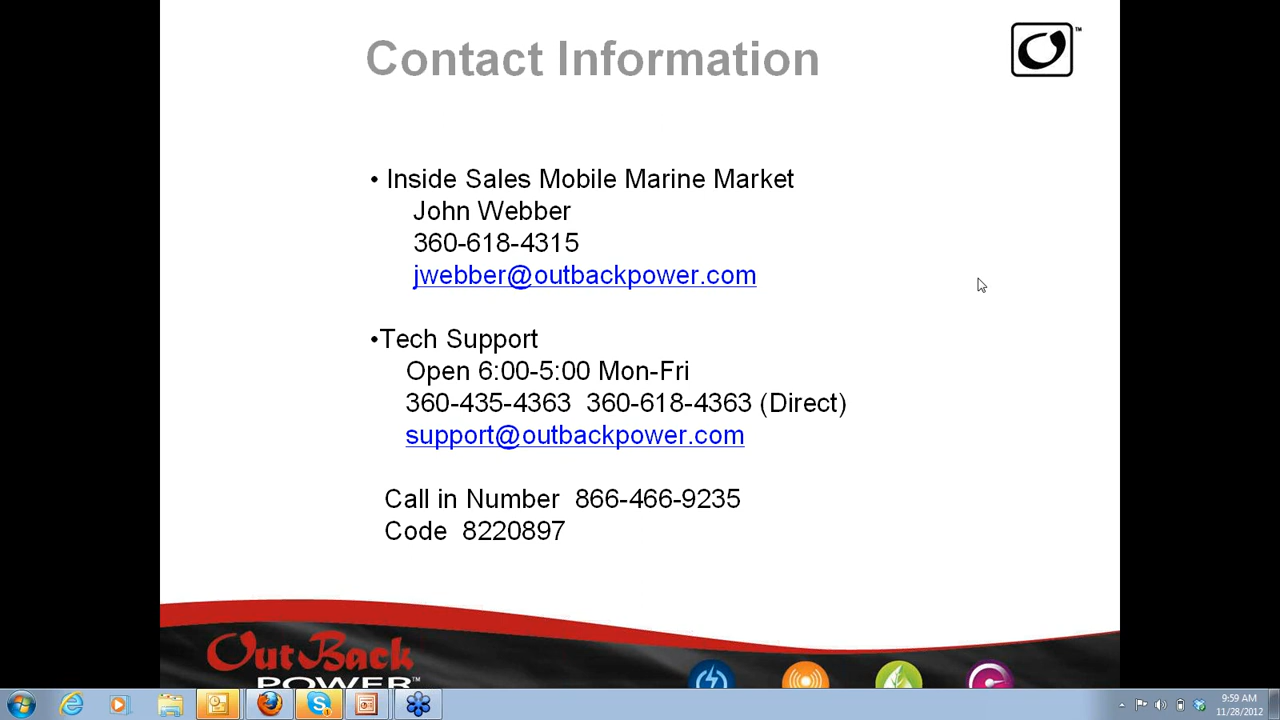 Contact Information
TM
• Inside Sales Mobile Marine Market
John Webber
360-618-4315
jwebber@outbackpower.com
•Tech Support
Open 6:00-5:00 Mon-Fri
360-435-4363 360-618-4363 (Direct)
support@outbackpower.com
Call in Number 866-466-9235
Code 8220897
OutBack
POWER™
9:59 AM
11/28/2012